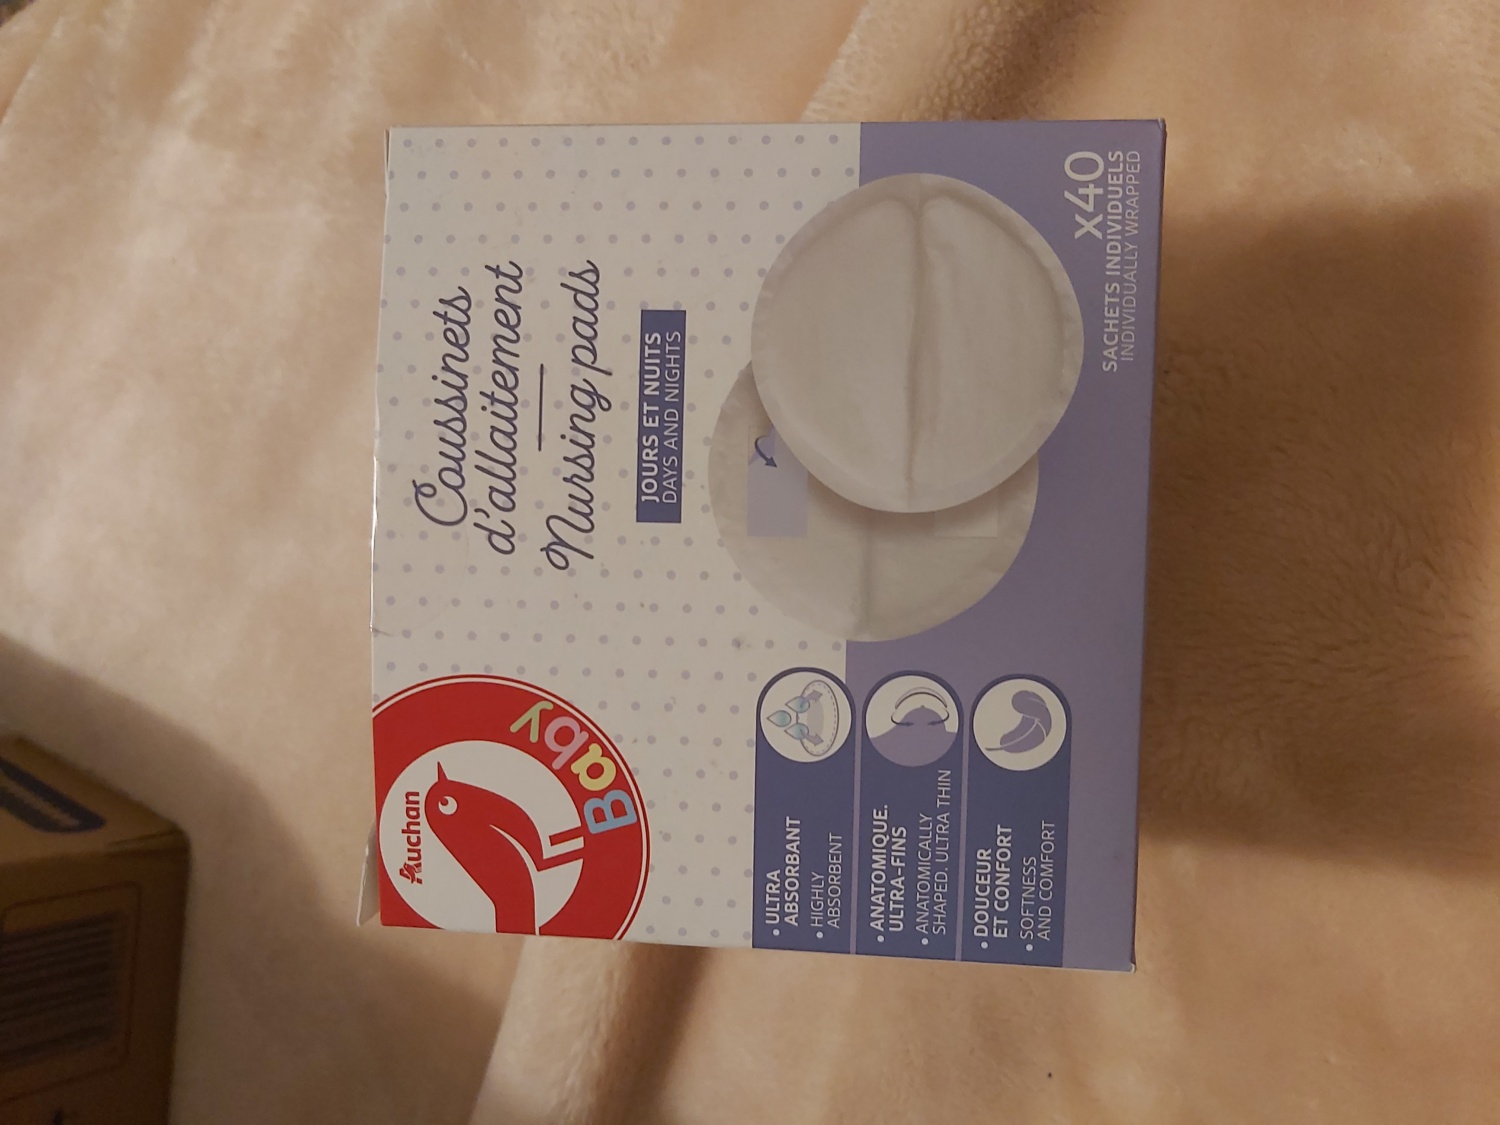 Auchan
Baby
Coussinets
d'allaitement
Nursing pads
JOURS ET NUITS
DAYS AND NIGHTS
• ULTRA
ABSORBANT
• HIGHLY
ABSORBENT
• ANATOMIQUE.
ULTRA-FINS
• ANATOMICALLY
SHAPED. ULTRA THIN
• DOUCEUR
ET CONFORT
• SOFTNESS
AND COMFORT
x40
SACHETS INDIVIDUELS
INDIVIDUALLY WRAPPED